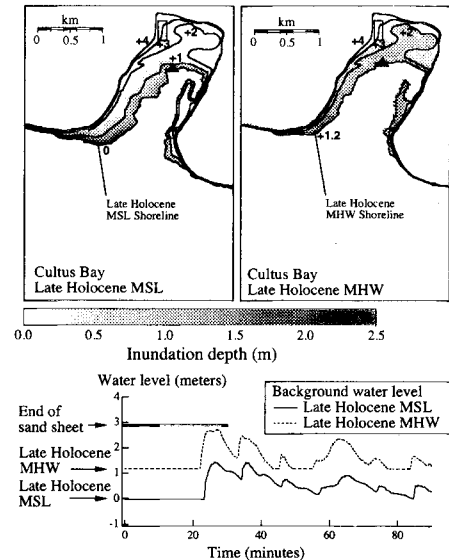 km
1 0 1
+4
+3
+2
+1
0
Late Holocene
MSL Shoreline
Cultus Bay
Late Holocene MSL
km
1 0 1
+4
+3
+2
+1.2
Late Holocene
MHW Shoreline
Cultus Bay
Late Holocene MHW
0.0 0.5 1.0 1.5 2.0 2.5
Inundation depth (m)
Water level (meters)
4
3
2
1
0
-1
End of
sand sheet
Late Holocene
MHW
Late Holocene
MSL
Background water level
Late Holocene MSL
Late Holocene MHW
0 20 40 60 80
Time (minutes)